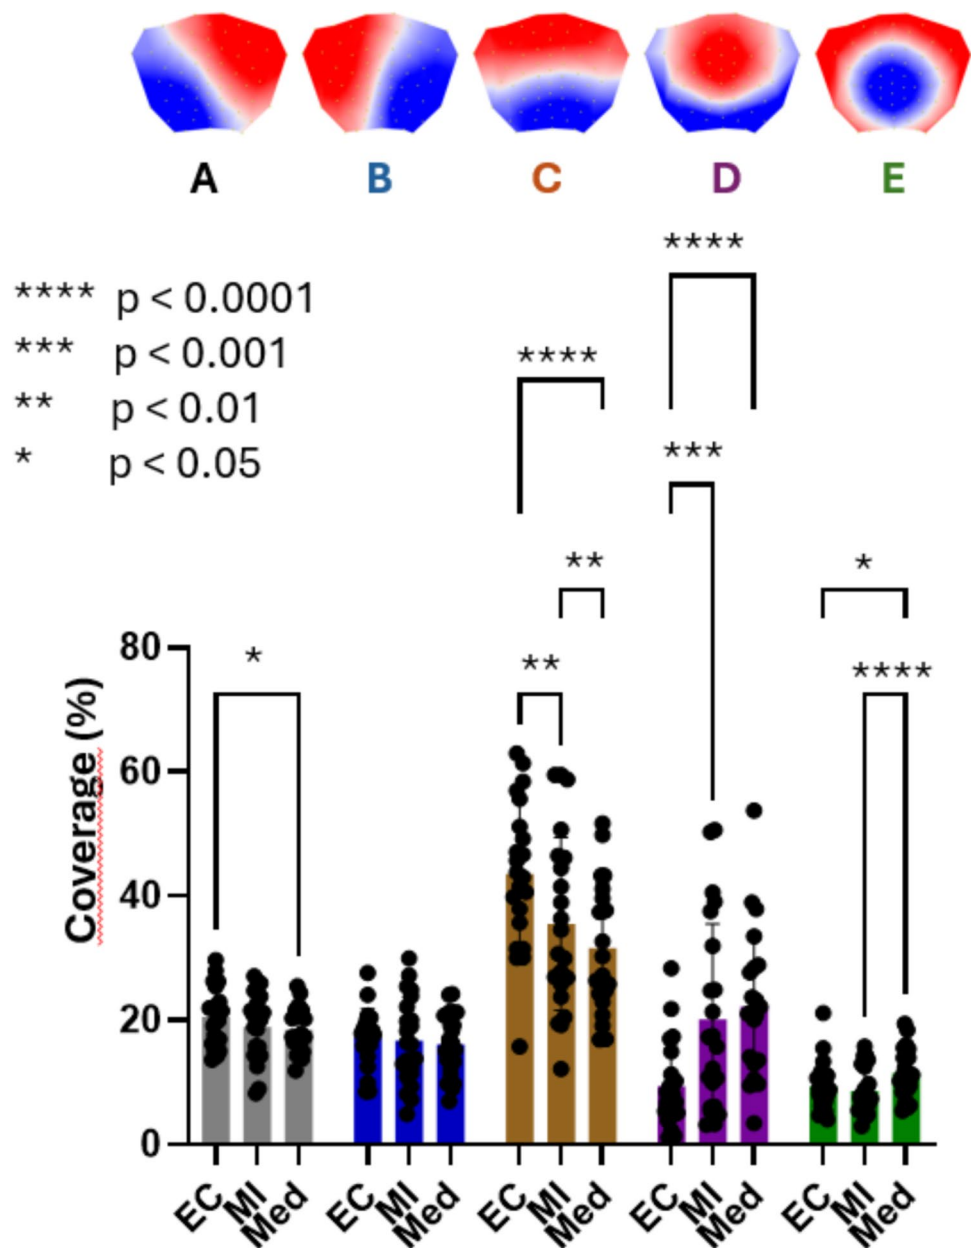 A B C D E
****
**** p < 0.0001
*** p < 0.001
****
** p < 0.01
***
* p < 0.05
**
*
80
*
**
****
Coverage (%)
60
40
20
0
EC MI Med EC MI Med EC MI Med EC MI Med EC MI Med